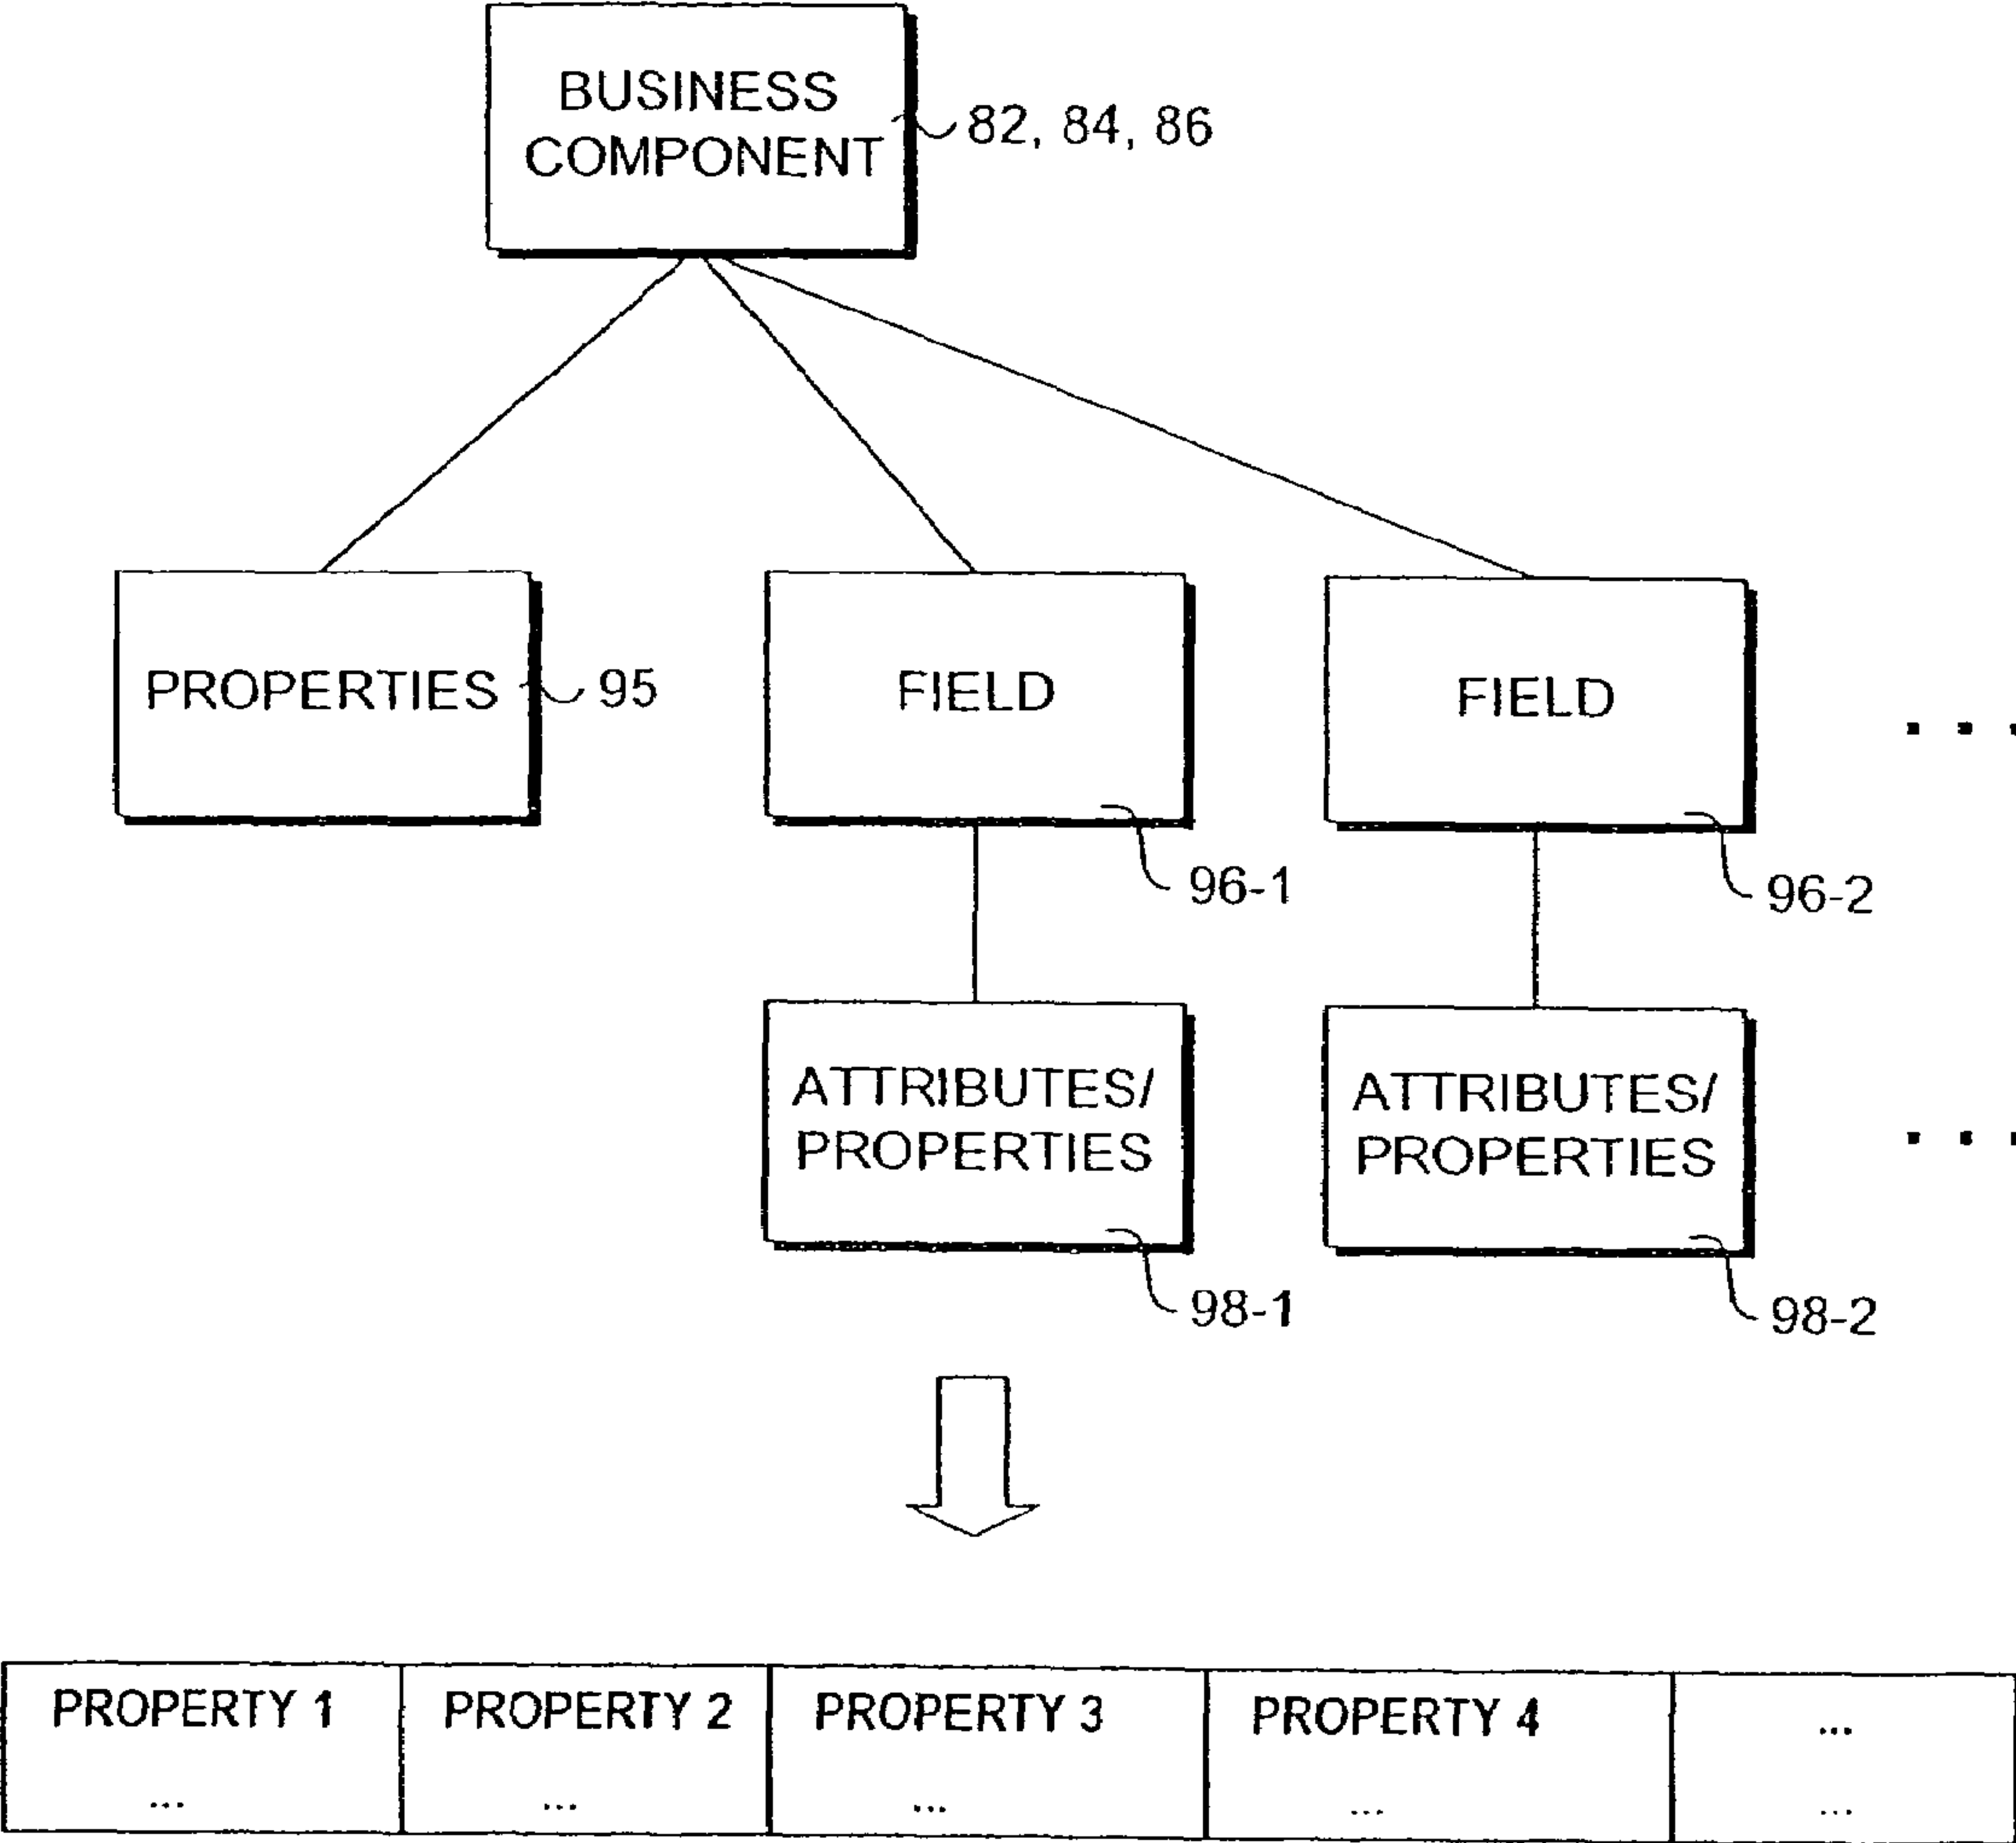 BUSINESS
COMPONENT
82, 84, 86
PROPERTIES
95
FIELD
FIELD
. . .
96-1
96-2
ATTRIBUTES/
PROPERTIES
ATTRIBUTES/
PROPERTIES
. . .
98-1
98-2
PROPERTY 1
PROPERTY 2
PROPERTY 3
PROPERTY 4
...
...
...
...
...
...